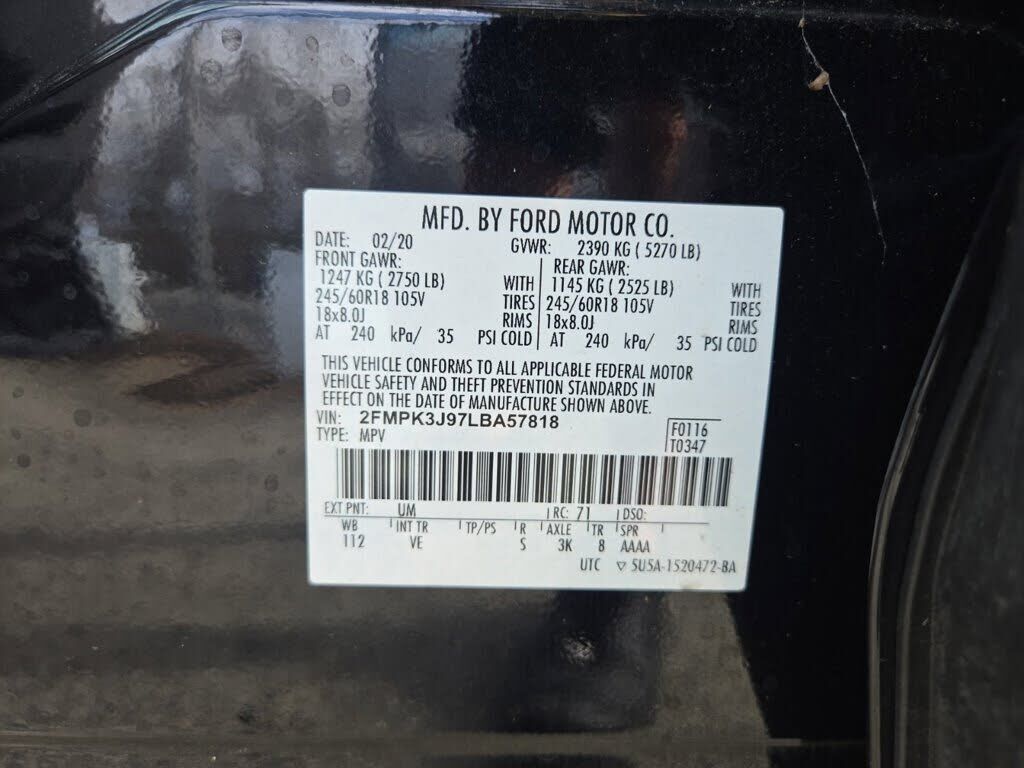 MFD. BY FORD MOTOR CO.
DATE: 02/20 GVWR: 2390 KG ( 5270 LB)
FRONT GAWR: REAR GAWR:
1247 KG ( 2750 LB) WITH 1145 KG ( 2525 LB) WITH
245/60R18 105V TIRES 245/60R18 105V TIRES
18x8.0J RIMS 18x8.0J RIMS
AT 240 kPa/ 35 PSI COLD AT 240 kPa/ 35 PSI COLD
THIS VEHICLE CONFORMS TO ALL APPLICABLE FEDERAL MOTOR
VEHICLE SAFETY AND THEFT PREVENTION STANDARDS IN
EFFECT ON THE DATE OF MANUFACTURE SHOWN ABOVE.
VIN: 2FMPK3J97LBA57818 F0116
TYPE: MPV T0347
EXT PNT: UM RC: 71 DSO:
WB INT TR TP/PS R AXLE TR SPR
112 VE S 3K 8 AAAA
UTC ▽ 5U5A-1520472-BA